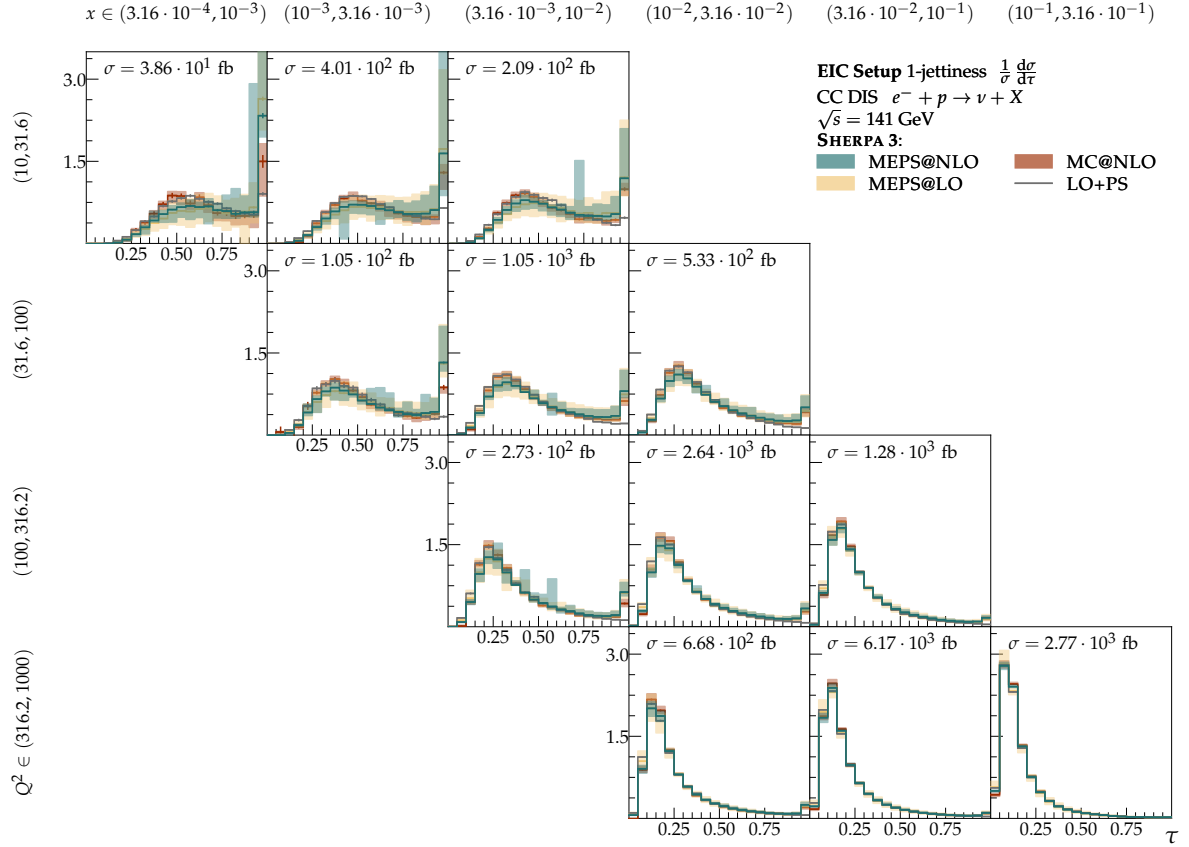 x ∈ (3.16·10⁻⁴, 10⁻³) (10⁻³, 3.16·10⁻³) (3.16·10⁻³, 10⁻²) (10⁻², 3.16·10⁻²) (3.16·10⁻², 10⁻¹) (10⁻¹, 3.16·10⁻¹)
EIC Setup 1-jettiness 1/σ dσ/dτ
CC DIS e⁻ + p → ν + X
√s = 141 GeV
SHERPA 3:
MEPS@NLO MC@NLO
MEPS@LO LO+PS
(10, 31.6)
3.0
1.5
σ = 3.86 · 10¹ fb σ = 4.01 · 10² fb σ = 2.09 · 10² fb
0.25 0.50 0.75
(31.6, 100)
3.0
1.5
σ = 1.05 · 10² fb σ = 1.05 · 10³ fb σ = 5.33 · 10² fb
0.25 0.50 0.75
(100, 316.2)
3.0
1.5
σ = 2.73 · 10² fb σ = 2.64 · 10³ fb σ = 1.28 · 10³ fb
0.25 0.50 0.75
Q² ∈ (316.2, 1000)
3.0
1.5
σ = 6.68 · 10² fb σ = 6.17 · 10³ fb σ = 2.77 · 10³ fb
0.25 0.50 0.75 0.25 0.50 0.75 0.25 0.50 0.75 τ